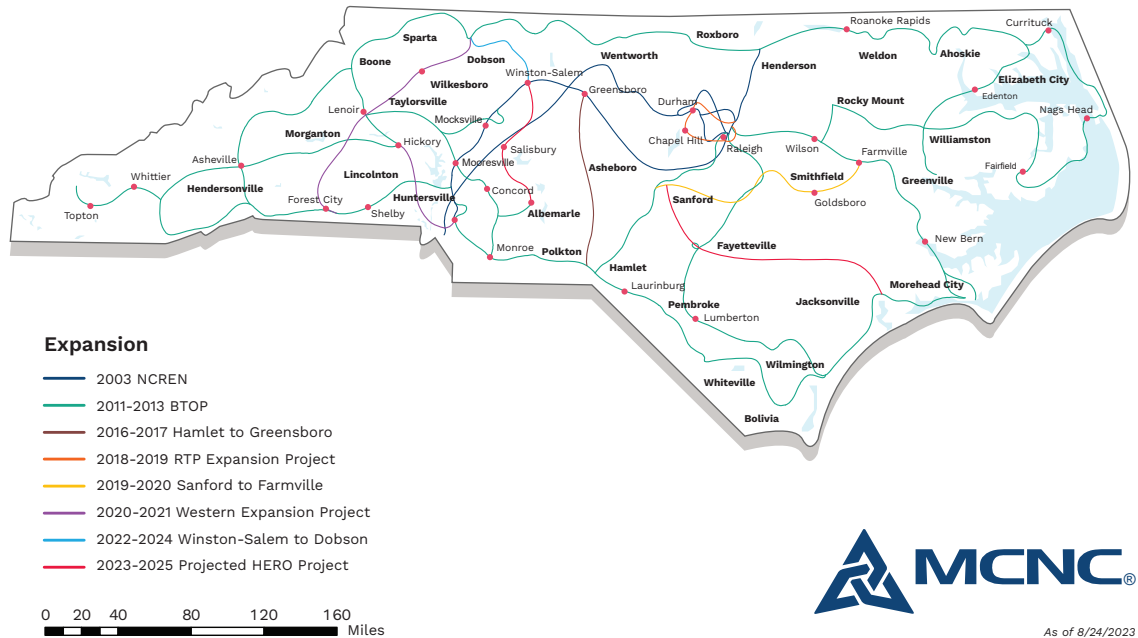 Roanoke Rapids
Currituck
Sparta
Roxboro
Weldon
Ahoskie
Boone
Dobson
Wentworth
Henderson
Winston-Salem
Wilkesboro
Elizabeth City
Greensboro
Edenton
Taylorsville
Durham
Rocky Mount
Lenoir
Nags Head
Mocksville
Morganton
Chapel Hill
Hickory
Raleigh
Wilson
Williamston
Farmville
Asheville
Mooresville
Salisbury
Asheboro
Fairfield
Whittier
Hendersonville
Lincolnton
Smithfield
Greenville
Concord
Forest City
Huntersville
Sanford
Goldsboro
Topton
Shelby
Albemarle
New Bern
Monroe
Polkton
Fayetteville
Hamlet
Laurinburg
Morehead City
Pembroke
Jacksonville
Lumberton
Wilmington
Whiteville
Bolivia
Expansion
2003 NCREN
2011-2013 BTOP
2016-2017 Hamlet to Greensboro
2018-2019 RTP Expansion Project
2019-2020 Sanford to Farmville
2020-2021 Western Expansion Project
2022-2024 Winston-Salem to Dobson
2023-2025 Projected HERO Project
0 20 40 80 120 160
Miles
MCNC®
As of 8/24/2023